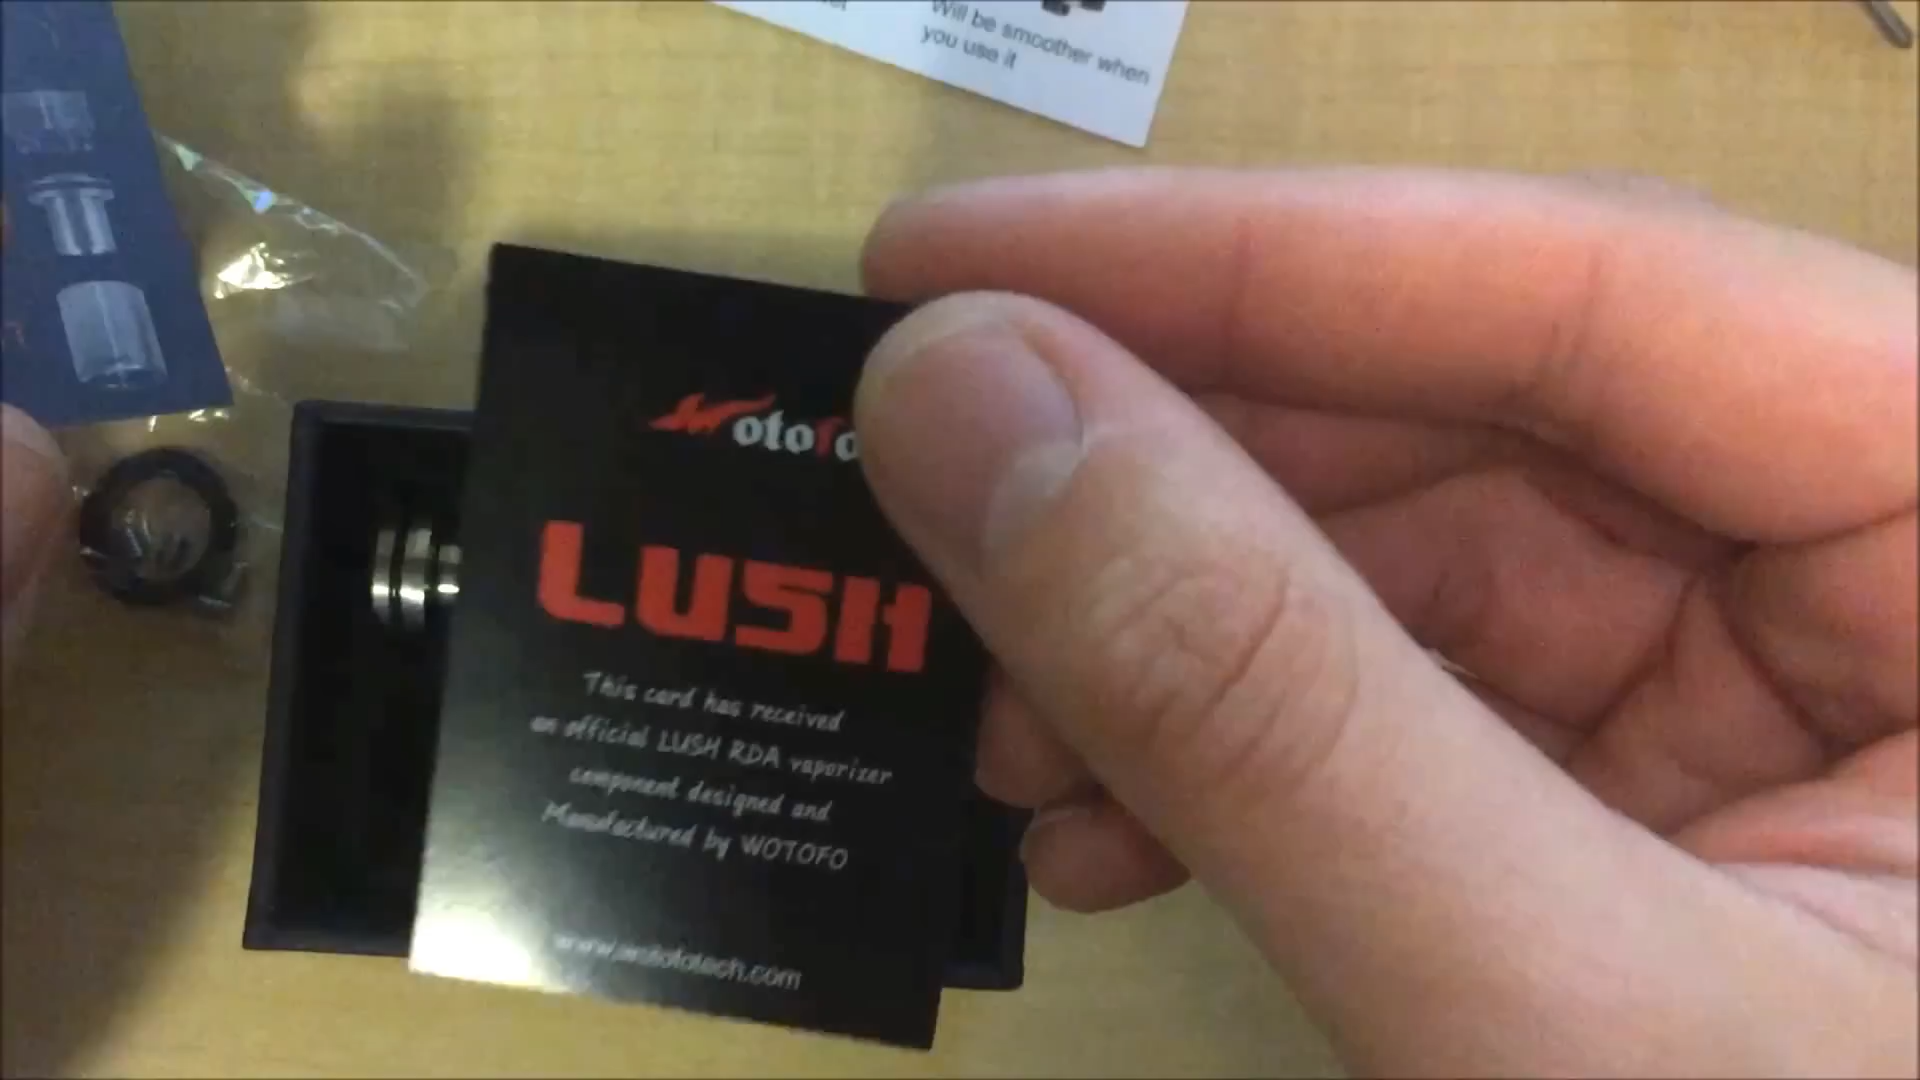 Will be smoother when
you use it
Wotofo
LUSH
This card has received
an official LUSH RDA vaporizer
component designed and
Manufactured by WOTOFO
www.wotofotech.com